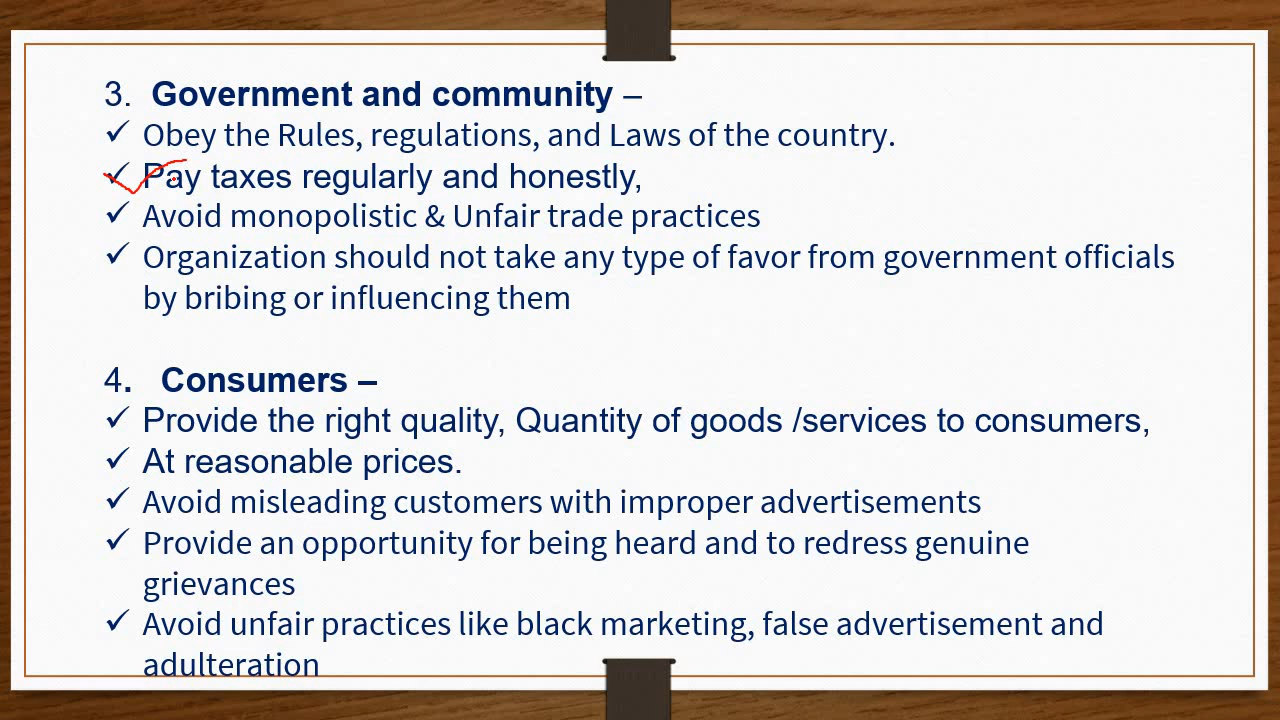 3. Government and community –
✓ Obey the Rules, regulations, and Laws of the country.
✓ Pay taxes regularly and honestly,
✓ Avoid monopolistic & Unfair trade practices
✓ Organization should not take any type of favor from government officials
by bribing or influencing them
4. Consumers –
✓ Provide the right quality, Quantity of goods /services to consumers,
✓ At reasonable prices.
✓ Avoid misleading customers with improper advertisements
✓ Provide an opportunity for being heard and to redress genuine
grievances
✓ Avoid unfair practices like black marketing, false advertisement and
adulteration